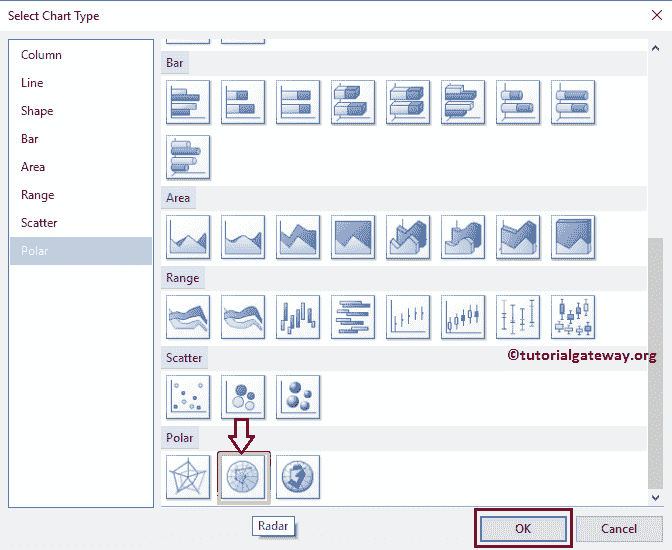 Select Chart Type
Column
Line
Shape
Bar
Area
Range
Scatter
Polar
Bar
Area
Range
©tutorialgateway.org
Scatter
Polar
Radar
OK
Cancel